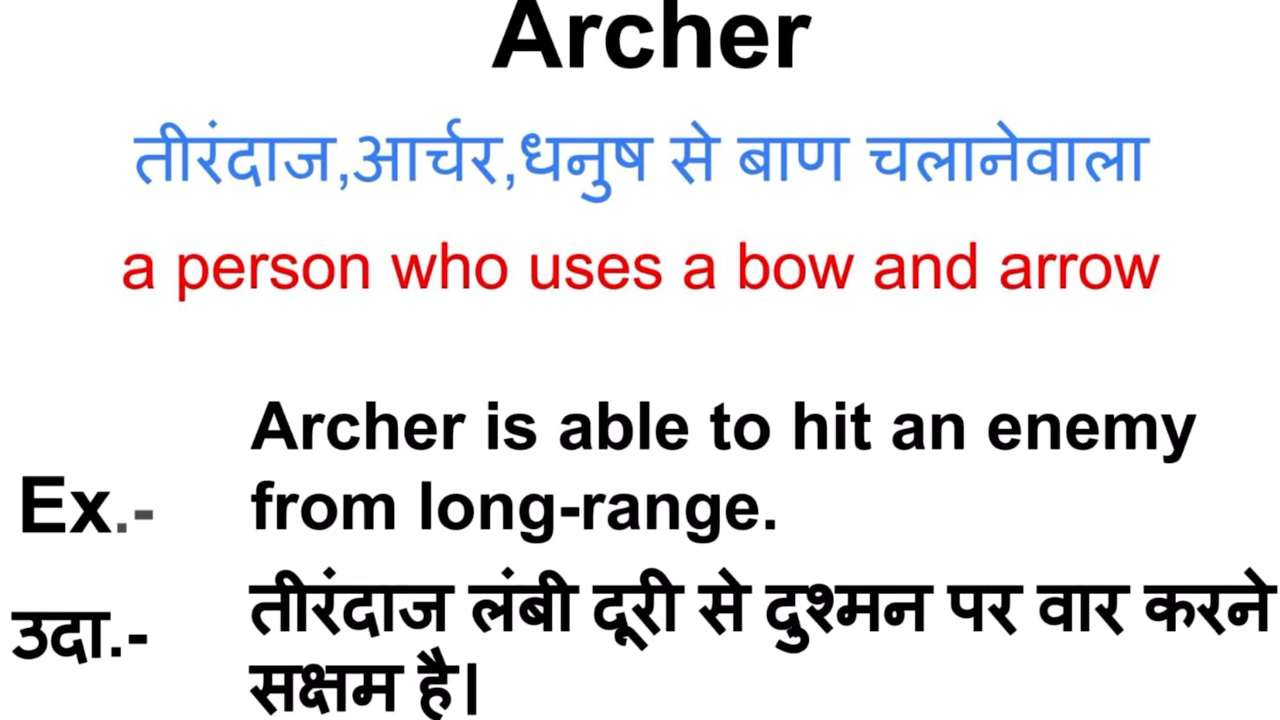 Archer
तीरंदाज,आर्चर,धनुष से बाण चलानेवाला
a person who uses a bow and arrow
Archer is able to hit an enemy
Ex.- from long-range.
तीरंदाज लंबी दूरी से दुश्मन पर वार करने
उदा.- सक्षम है।